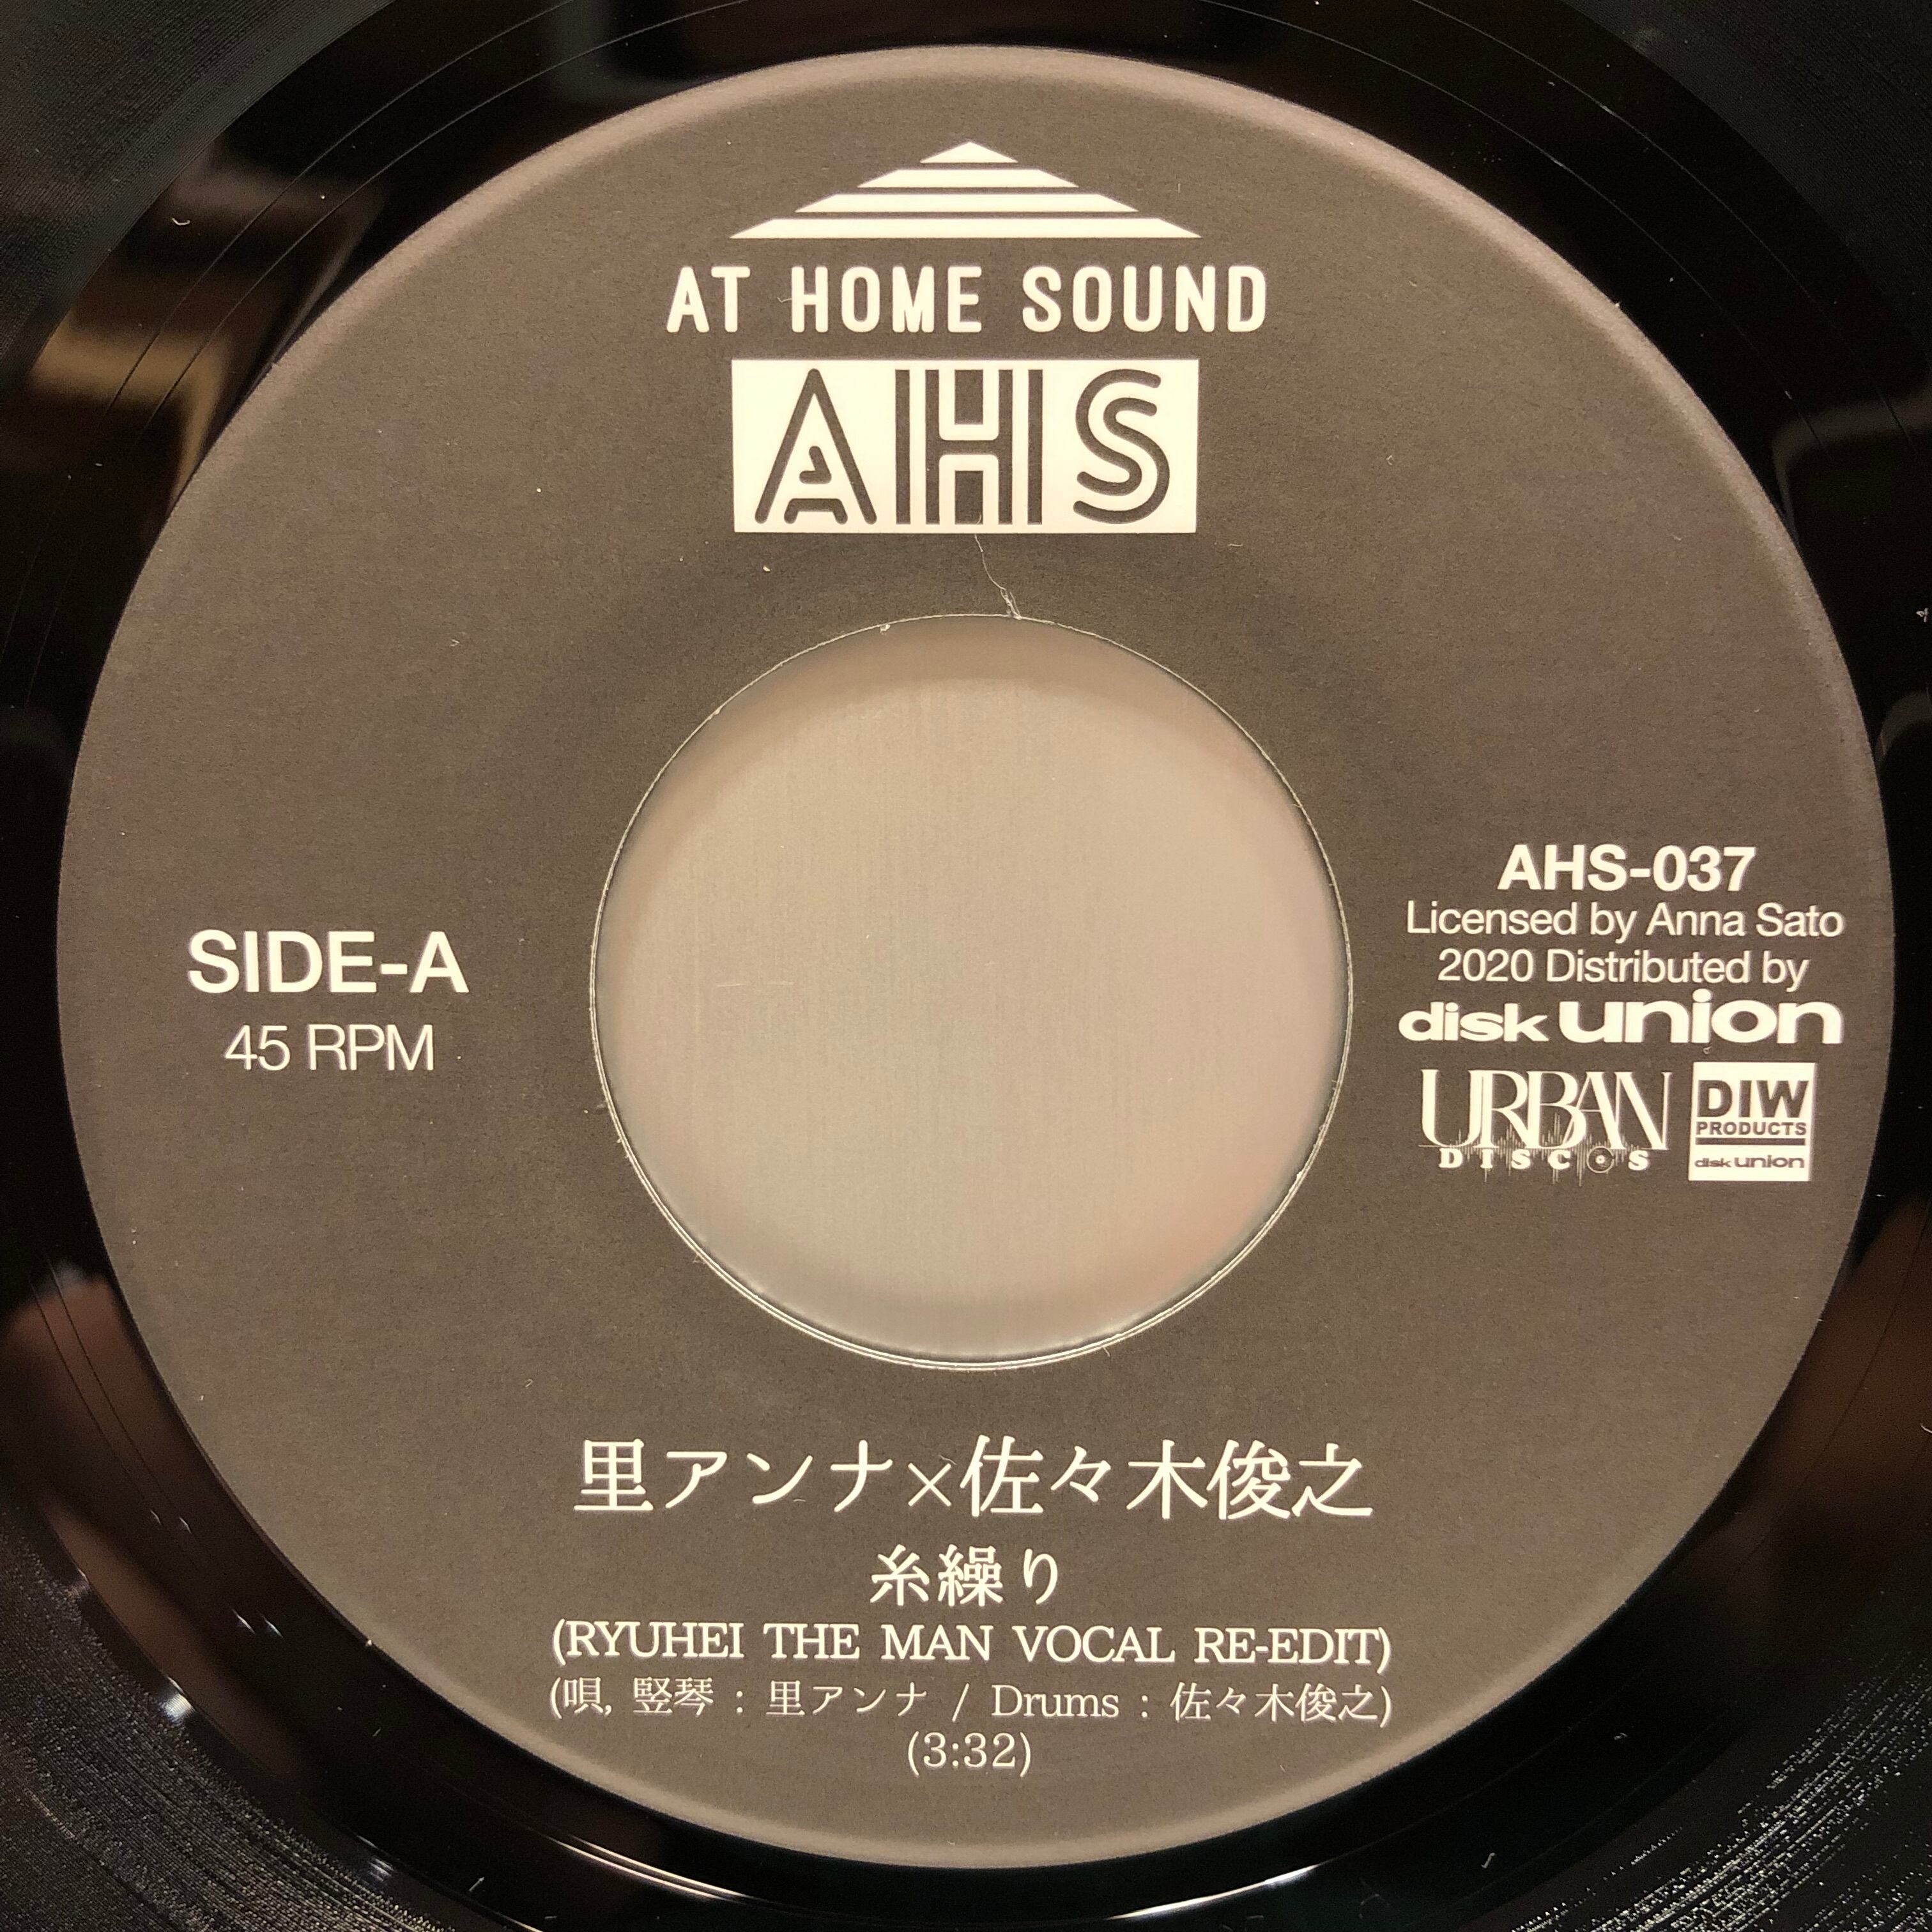 AT HOME SOUND
AHS
SIDE-A
45 RPM
AHS-037
Licensed by Anna Sato
2020 Distributed by
disk union
URBAN
DISCOS
DIW
PRODUCTS
disk union
里アンナ×佐々木俊之
糸繰り
(RYUHEI THE MAN VOCAL RE-EDIT)
(唄, 竪琴 : 里アンナ / Drums : 佐々木俊之)
(3:32)